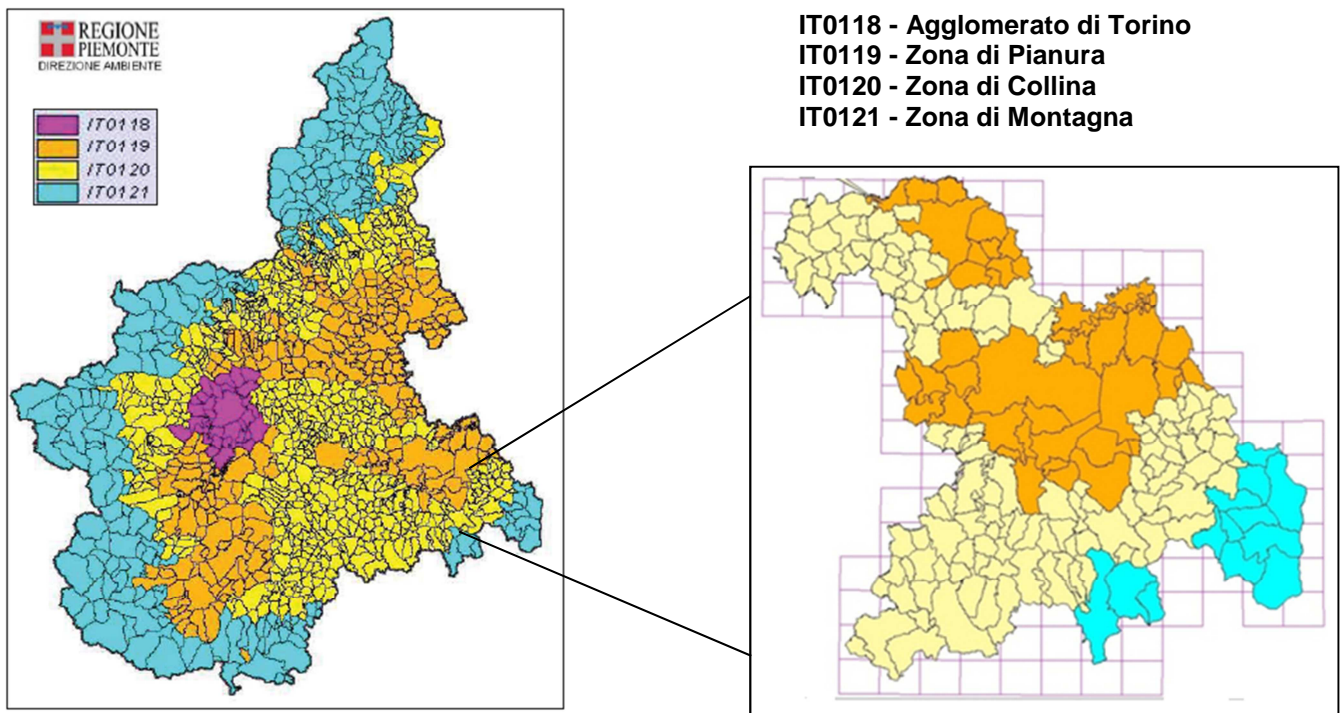 REGIONE
PIEMONTE
DIREZIONE AMBIENTE
IT0118
IT0119
IT0120
IT0121
IT0118 - Agglomerato di Torino
IT0119 - Zona di Pianura
IT0120 - Zona di Collina
IT0121 - Zona di Montagna